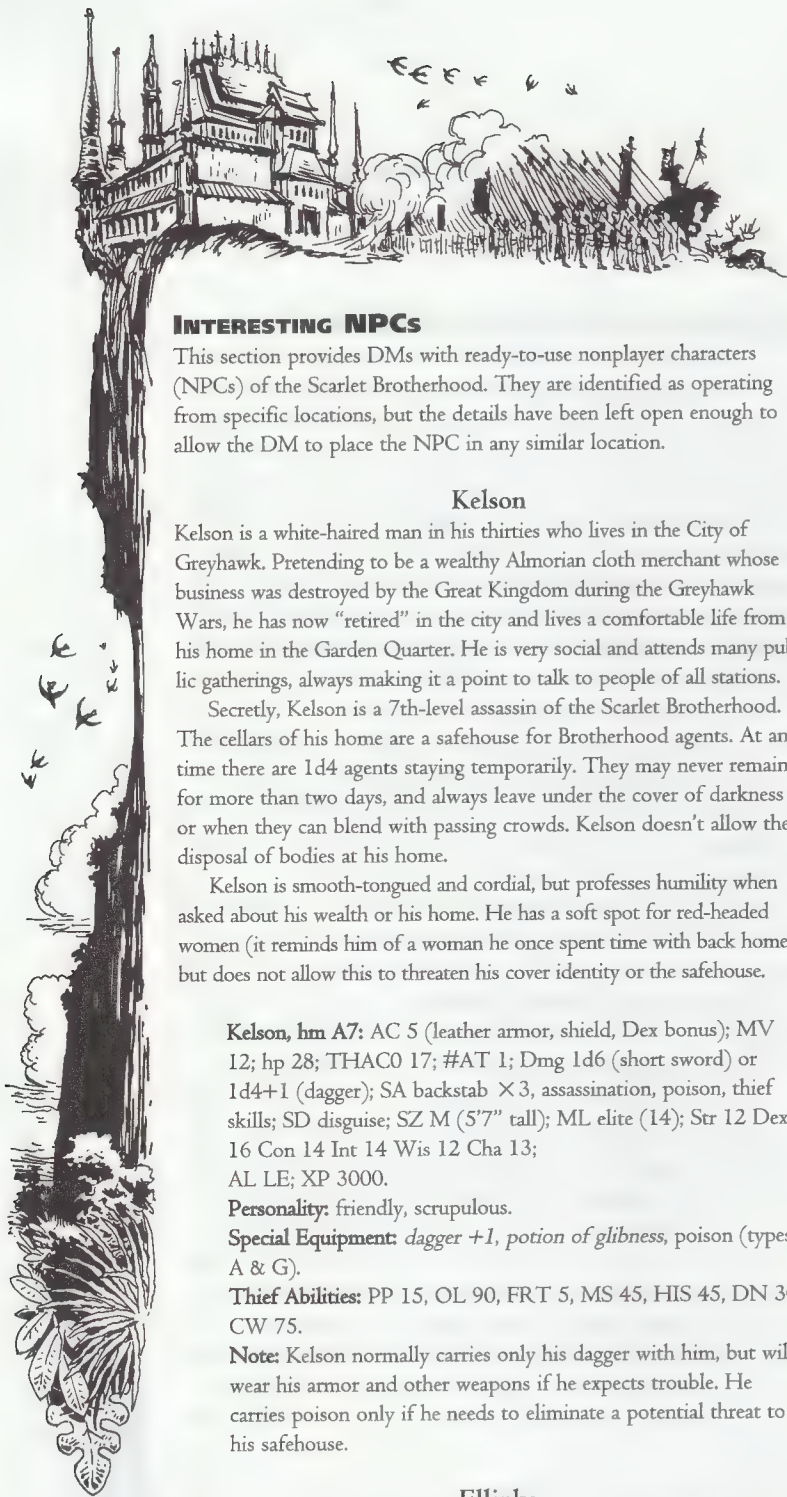 INTERESTING NPCs
This section provides DMs with ready-to-use nonplayer characters
(NPCs) of the Scarlet Brotherhood. They are identified as operating
from specific locations, but the details have been left open enough to
allow the DM to place the NPC in any similar location.
Kelson
Kelson is a white-haired man in his thirties who lives in the City of
Greyhawk. Pretending to be a wealthy Almorian cloth merchant whose
business was destroyed by the Great Kingdom during the Greyhawk
Wars, he has now "retired" in the city and lives a comfortable life from
his home in the Garden Quarter. He is very social and attends many pub
lic gatherings, always making it a point to talk to people of all stations.
Secretly, Kelson is a 7th-level assassin of the Scarlet Brotherhood.
The cellars of his home are a safehouse for Brotherhood agents. At an
time there are 1d4 agents staying temporarily. They may never remain
for more than two days, and always leave under the cover of darkness
or when they can blend with passing crowds. Kelson doesn't allow the
disposal of bodies at his home.
Kelson is smooth-tongued and cordial, but professes humility when
asked about his wealth or his home. He has a soft spot for red-headed
women (it reminds him of a woman he once spent time with back home
but does not allow this to threaten his cover identity or the safehouse.
Kelson, hm A7: AC 5 (leather armor, shield, Dex bonus); MV
12; hp 28; THAC0 17; #AT 1; Dmg 1d6 (short sword) or
1d4+1 (dagger); SA backstab ×3, assassination, poison, thief
skills; SD disguise; SZ M (5'7" tall); ML elite (14); Str 12 Dex
16 Con 14 Int 14 Wis 12 Cha 13;
AL LE; XP 3000.
Personality: friendly, scrupulous.
Special Equipment: dagger +1, potion of glibness, poison (types
A & G).
Thief Abilities: PP 15, OL 90, FRT 5, MS 45, HIS 45, DN 3
CW 75.
Note: Kelson normally carries only his dagger with him, but wil
wear his armor and other weapons if he expects trouble. He
carries poison only if he needs to eliminate a potential threat to
his safehouse.